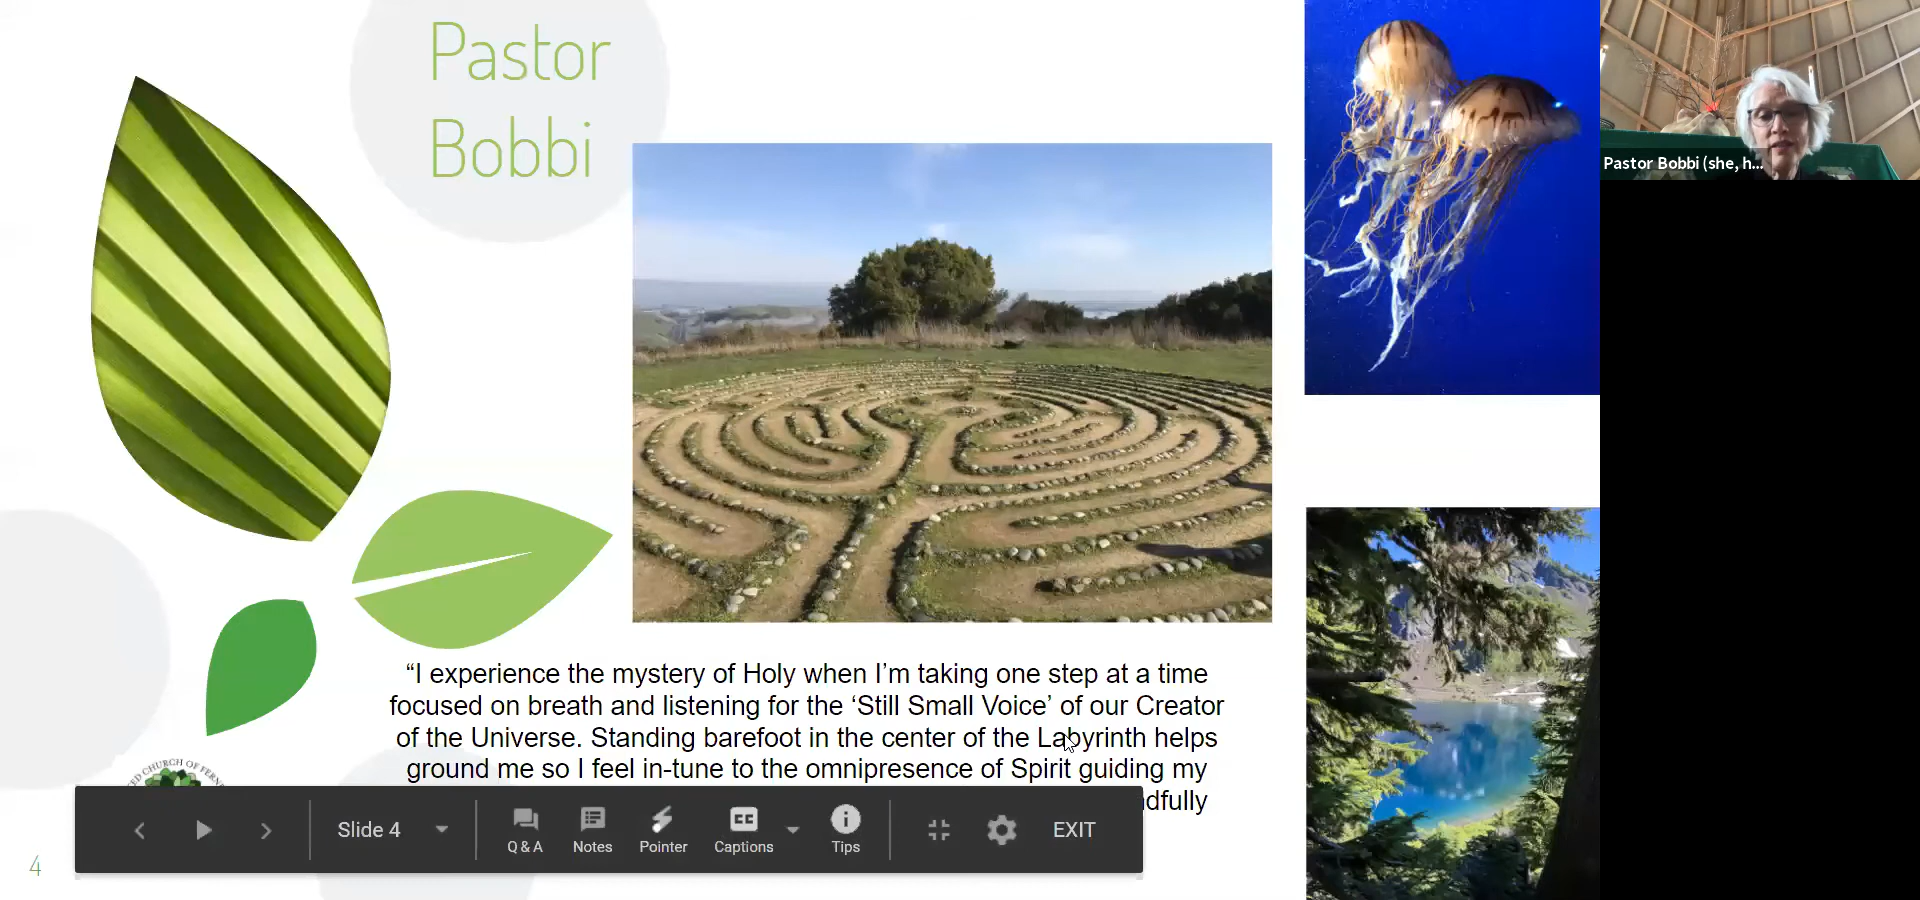 Pastor
Bobbi
Pastor Bobbi (she, h...
“I experience the mystery of Holy when I’m taking one step at a time
focused on breath and listening for the ‘Still Small Voice’ of our Creator
of the Universe. Standing barefoot in the center of the Labyrinth helps
ground me so I feel in-tune to the omnipresence of Spirit guiding my
dfully
CHURCH OF
Slide 4
Q & A
Notes
Pointer
CC
Captions
Tips
EXIT
4